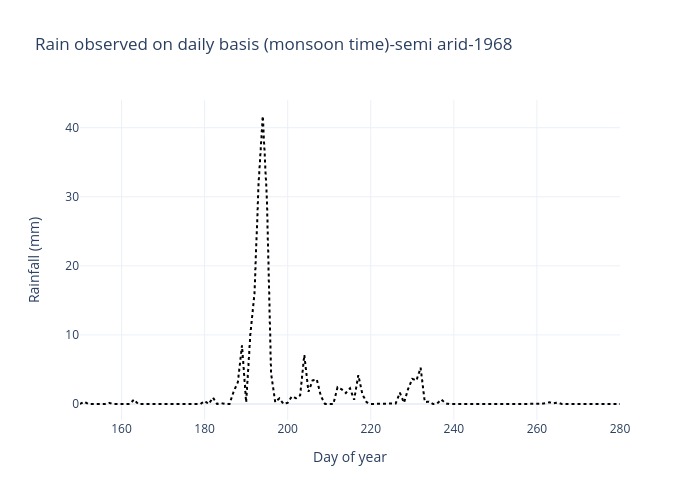 Rain observed on daily basis (monsoon time)-semi arid-1968
40
30
20
10
0
Rainfall (mm)
160 180 200 220 240 260 280
Day of year